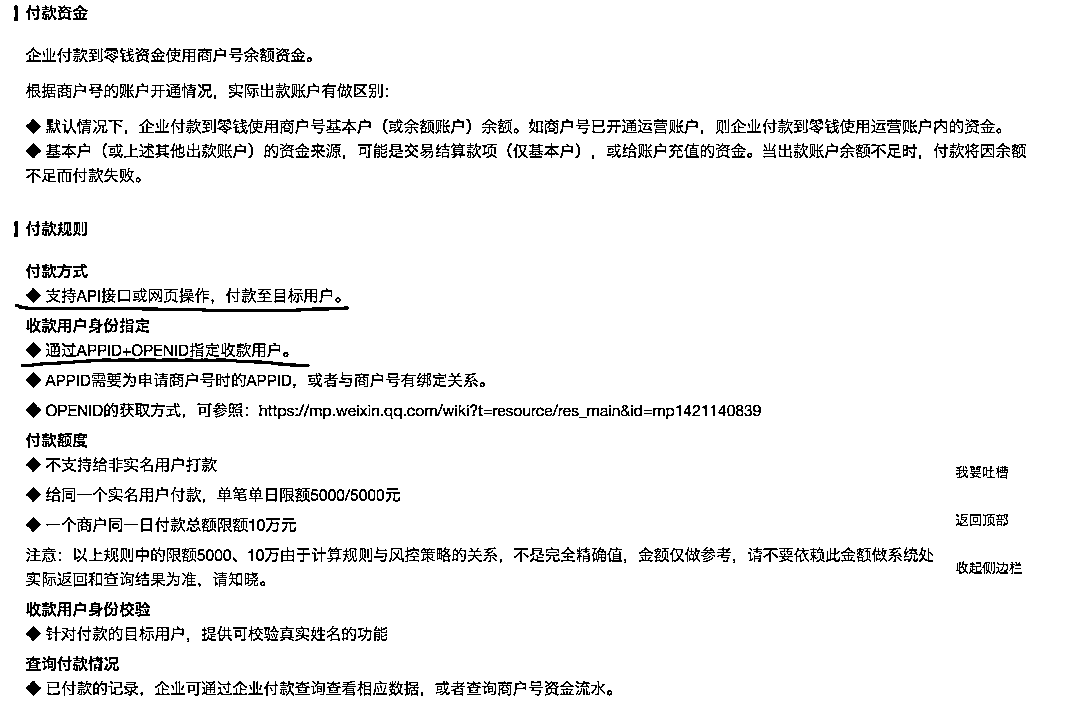 付款资金
企业付款到零钱资金使用商户号余额资金。
根据商户号的账户开通情况，实际出款账户有做区别：
◆ 默认情况下，企业付款到零钱使用商户号基本户（或余额账户）余额。如商户号已开通运营账户，则企业付款到零钱使用运营账户内的资金。
◆ 基本户（或上述其他出款账户）的资金来源，可能是交易结算款项（仅基本户），或给账户充值的资金。当出款账户余额不足时，付款将因余额
不足而付款失败。
付款规则
付款方式
◆ 支持API接口或网页操作，付款至目标用户。
收款用户身份指定
◆ 通过APPID+OPENID指定收款用户。
◆ APPID需要为申请商户号时的APPID，或者与商户号有绑定关系。
◆ OPENID的获取方式，可参照：https://mp.weixin.qq.com/wiki?t=resource/res_main&id=mp1421140839
付款额度
◆ 不支持给非实名用户打款
我要吐槽
◆ 给同一个实名用户付款，单笔单日限额5000/5000元
◆ 一个商户同一日付款总额限额10万元
返回顶部
注意：以上规则中的限额5000、10万由于计算规则与风控策略的关系，不是完全精确值，金额仅做参考，请不要依赖此金额做系统处
收起侧边栏
实际返回和查询结果为准，请知晓。
收款用户身份校验
◆ 针对付款的目标用户，提供可校验真实姓名的功能
查询付款情况
◆ 已付款的记录，企业可通过企业付款查询查看相应数据，或者查询商户号资金流水。